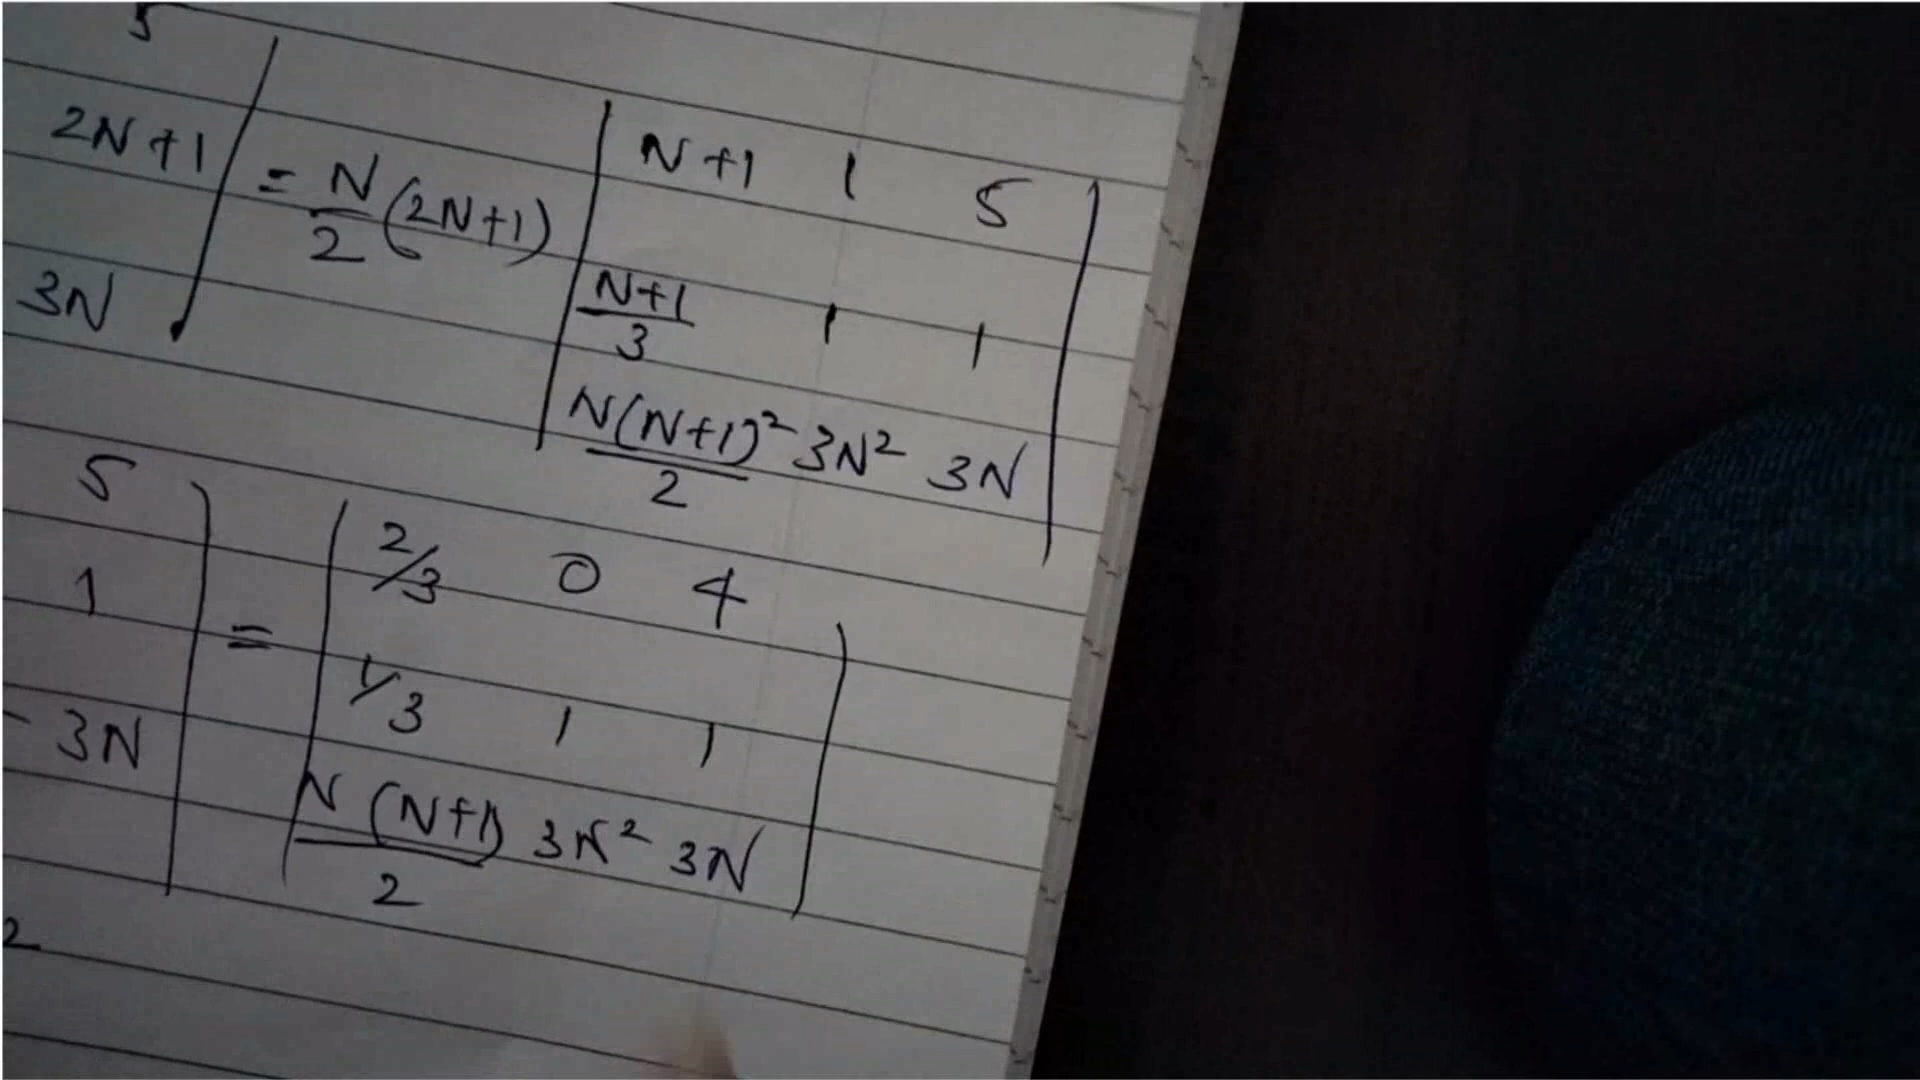 5
2N+1 | = N/2 (2N+1) | N+1 1 5 |
3N | (N+1)/3 1 1 |
| N(N+1)²/2 3N² 3N |
5 | | 2/3 0 4 |
1 | = | 1/3 1 1 |
- 3N | | N(N+1)/2 3N² 3N |
2